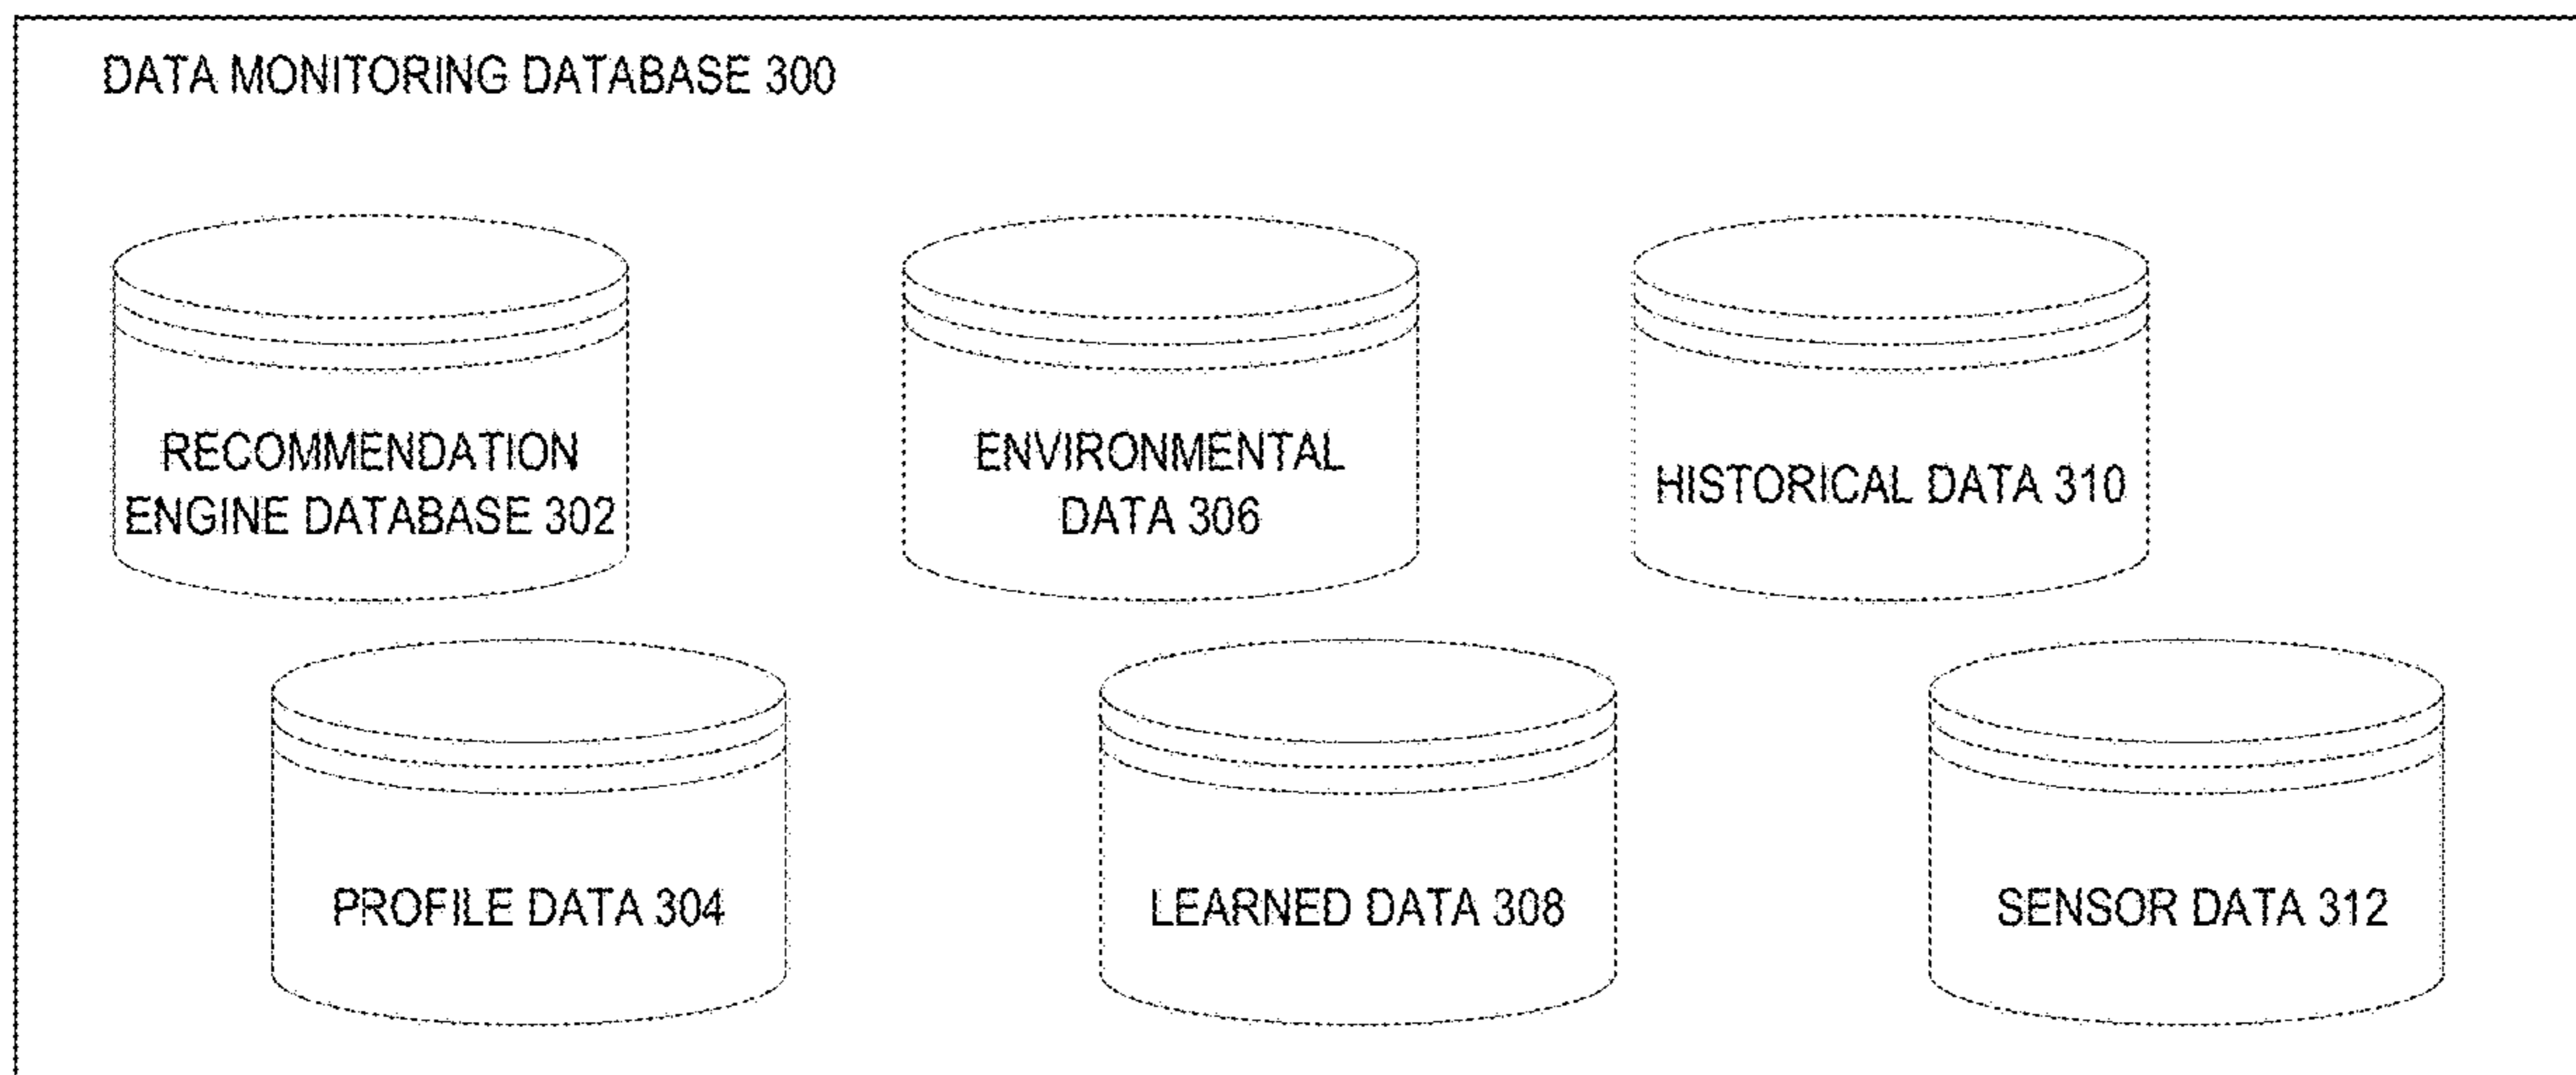 DATA MONITORING DATABASE 300
RECOMMENDATION
ENGINE DATABASE 302
ENVIRONMENTAL
DATA 306
HISTORICAL DATA 310
PROFILE DATA 304
LEARNED DATA 308
SENSOR DATA 312